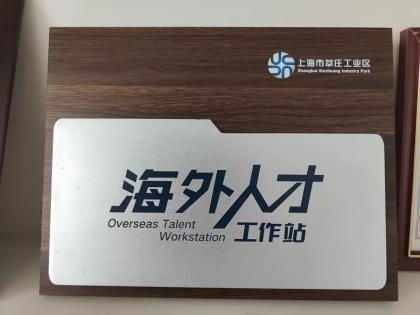 上海市莘庄工业区
Shanghai Xinzhuang Industry Park
海外人才
Overseas Talent
Workstation 工作站